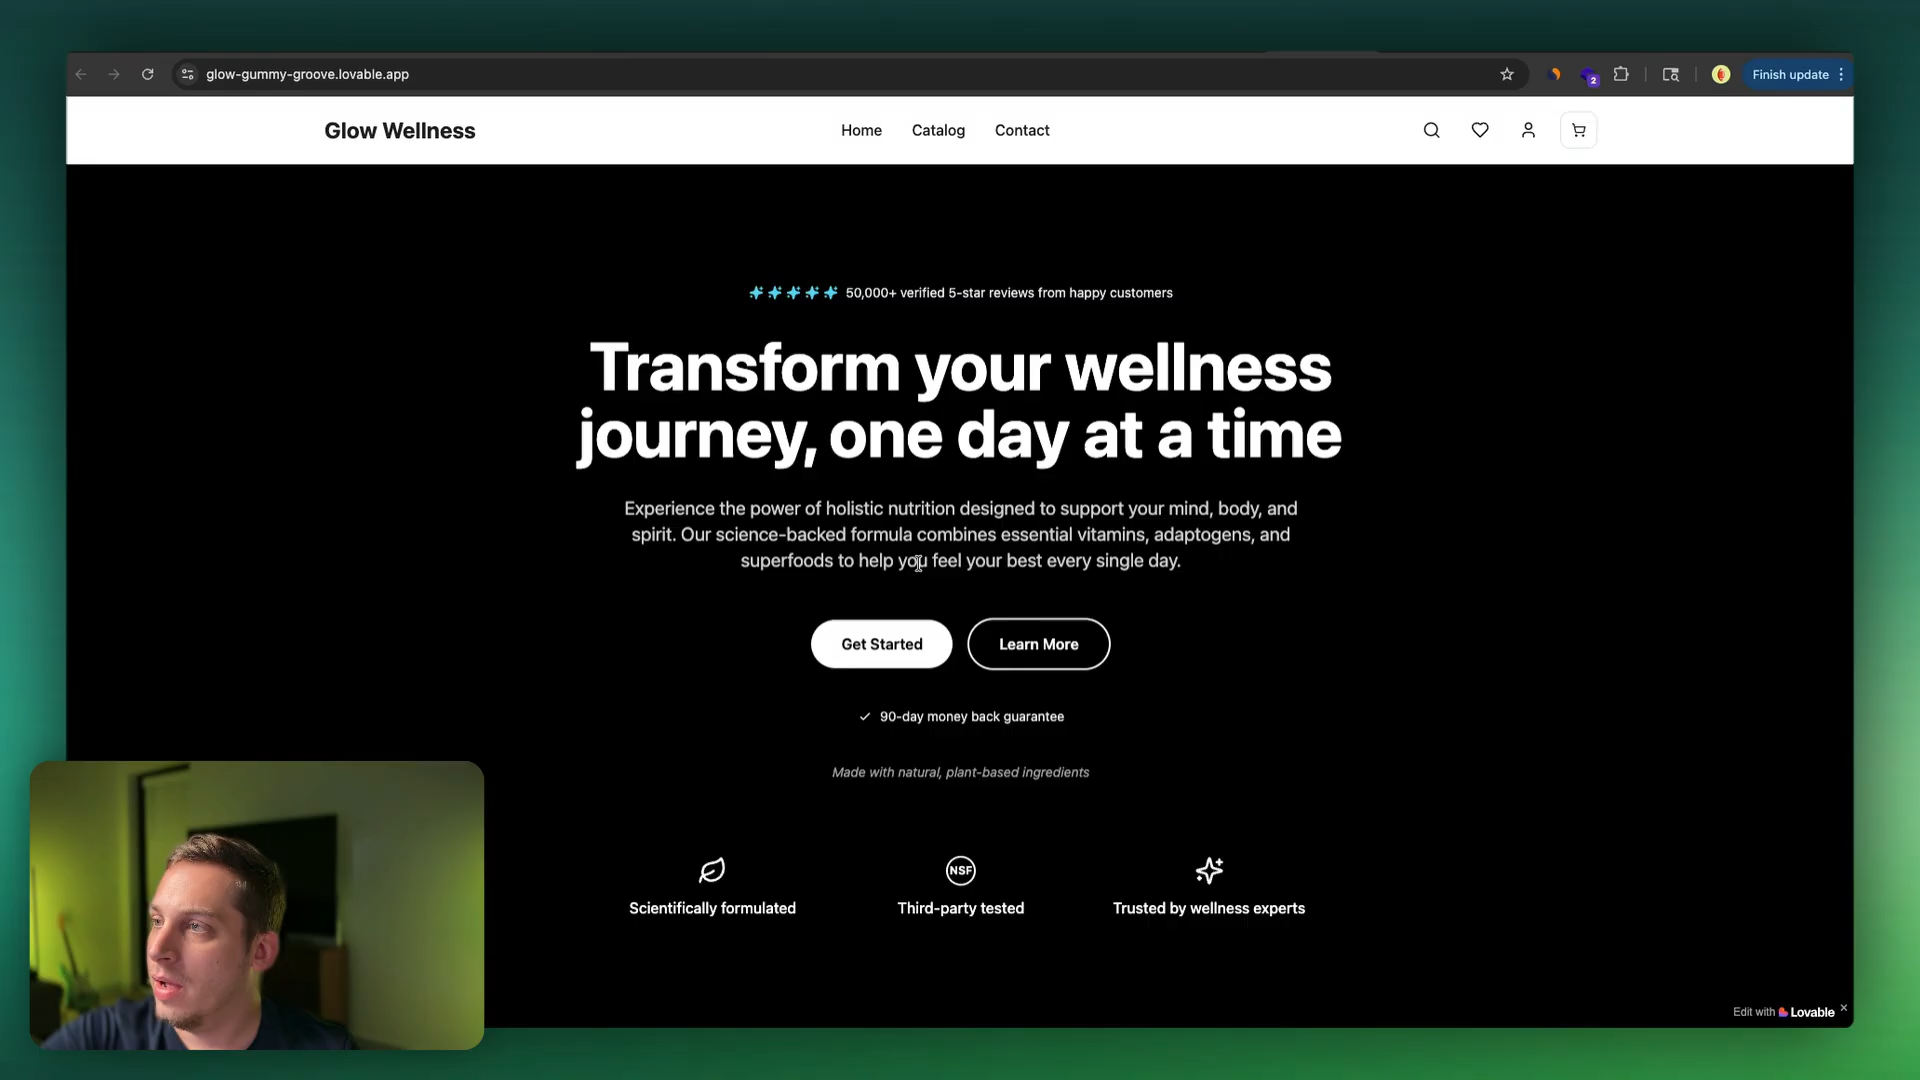 glow-gummy-groove.lovable.app
2
Finish update
Glow Wellness
Home
Catalog
Contact
50,000+ verified 5-star reviews from happy customers
Transform your wellness
journey, one day at a time
Experience the power of holistic nutrition designed to support your mind, body, and
spirit. Our science-backed formula combines essential vitamins, adaptogens, and
superfoods to help you feel your best every single day.
Get Started
Learn More
90-day money back guarantee
Made with natural, plant-based ingredients
NSF
Scientifically formulated
Third-party tested
Trusted by wellness experts
Edit with Lovable